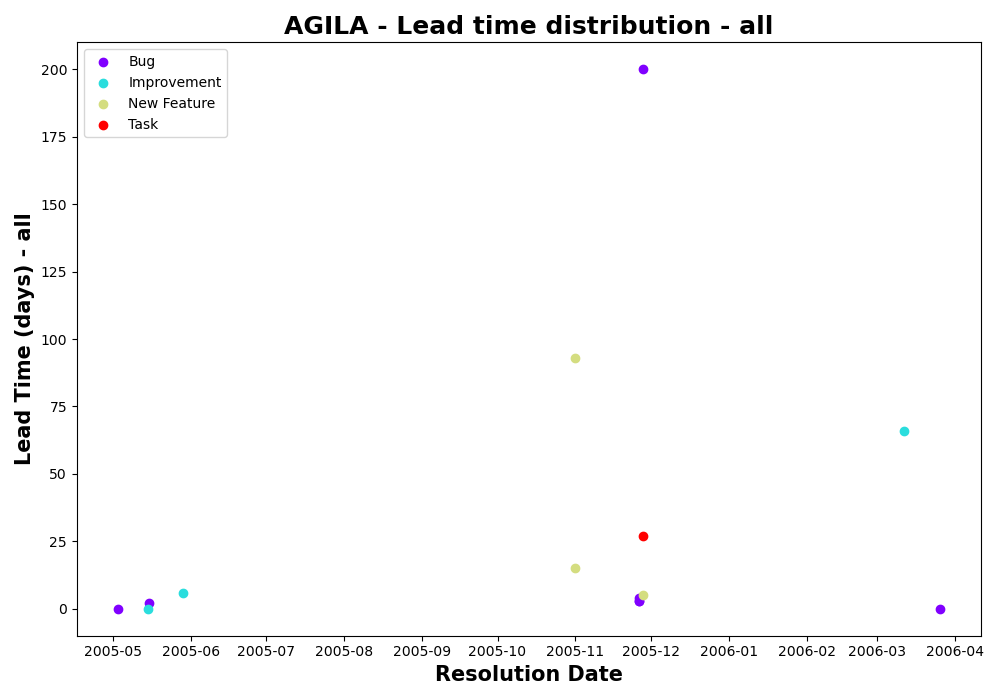 AGILA - Lead time distribution - all
Bug
Improvement
New Feature
Task
Lead Time (days) - all
200
175
150
125
100
75
50
25
0
2005-05 2005-06 2005-07 2005-08 2005-09 2005-10 2005-11 2005-12 2006-01 2006-02 2006-03 2006-04
Resolution Date